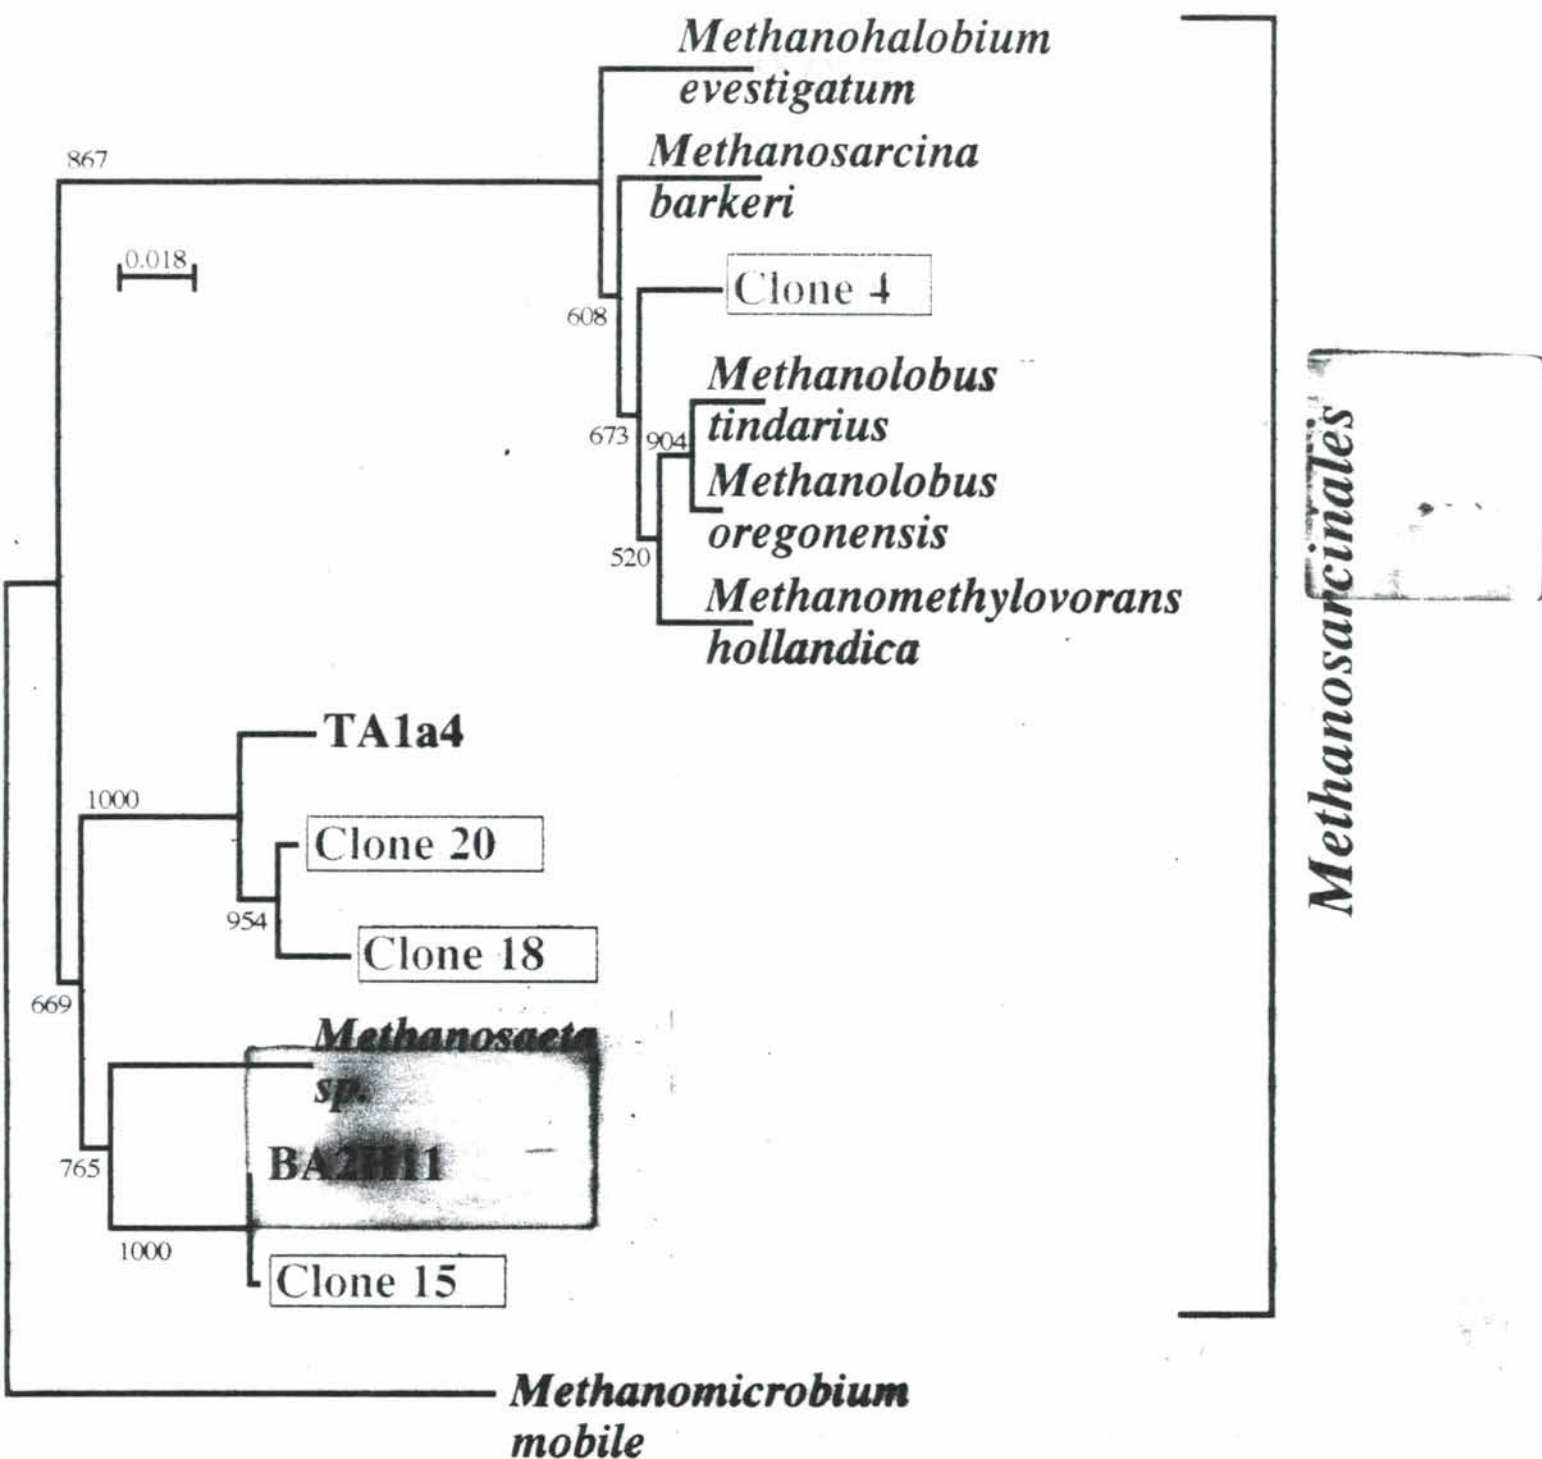 Methanohalobium
evestigatum
867
Methanosarcina
barkeri
0.018
Clone 4
608
Methanolobus
tindarius
673
904
Methanolobus
oregonensis
520
Methanomethylovorans
hollandica
Methanosarcinales
TA1a4
1000
Clone 20
954
Clone 18
669
Methanosaeta
sp.
765
1000
Clone 15
Methanomicrobium
mobile